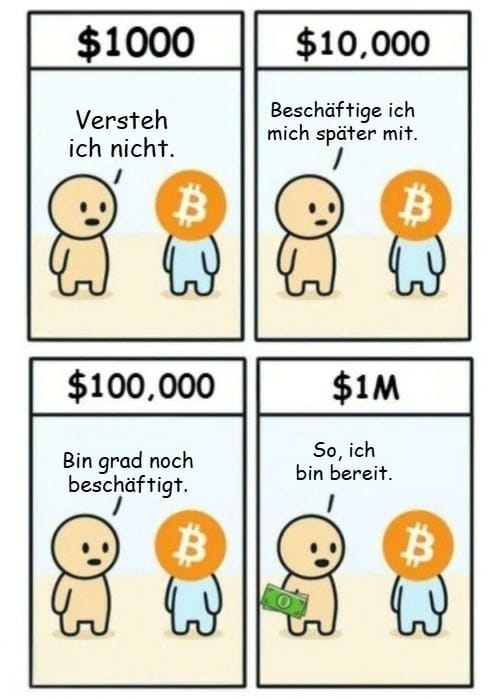 $1000
Versteh
ich nicht.
$10,000
Beschäftige ich
mich später mit.
$100,000
Bin grad noch
beschäftigt.
$1M
So, ich
bin bereit.